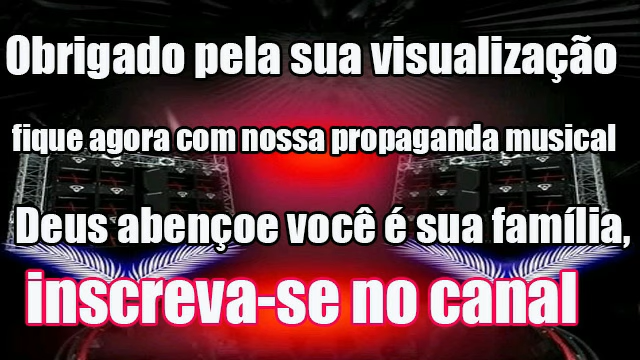 Obrigado pela sua visualização
fique agora com nossa propaganda musical
Deus abençoe você é sua família,
inscreva-se no canal